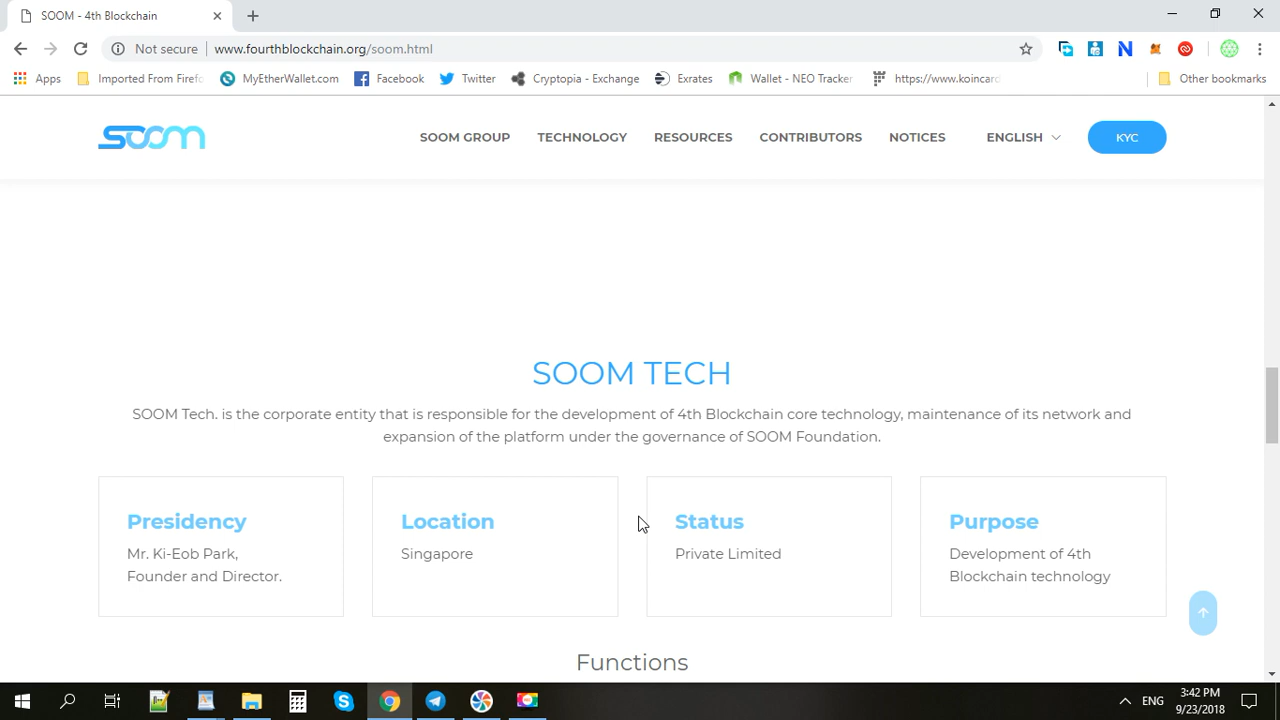 SOOM - 4th Blockchain
Not secure
www.fourthblockchain.org/soom.html
Apps
Imported From Firefo
MyEtherWallet.com
Facebook
Twitter
Cryptopia - Exchange
Exrates
Wallet - NEO Tracker
https://www.koincard
Other bookmarks
soom
SOOM GROUP
TECHNOLOGY
RESOURCES
CONTRIBUTORS
NOTICES
ENGLISH
KYC
SOOM TECH
SOOM Tech. is the corporate entity that is responsible for the development of 4th Blockchain core technology, maintenance of its network and
expansion of the platform under the governance of SOOM Foundation.
Presidency
Mr. Ki-Eob Park,
Founder and Director.
Location
Singapore
Status
Private Limited
Purpose
Development of 4th
Blockchain technology
Functions
ENG
3:42 PM
9/23/2018